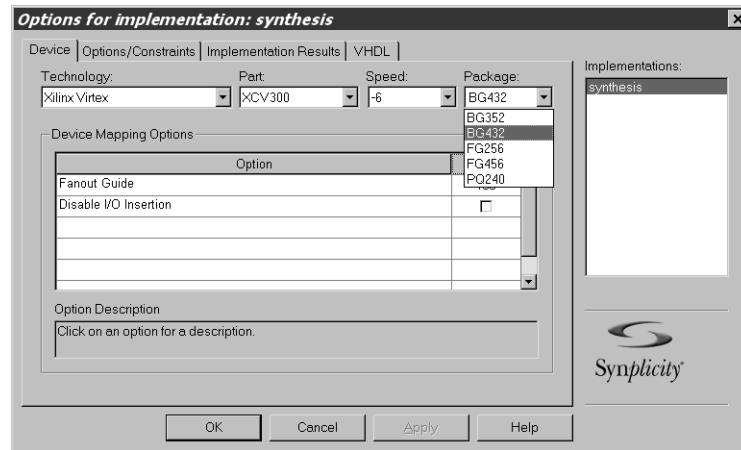 Options for implementation: synthesis
Device Options/Constraints Implementation Results VHDL
Technology: Part: Speed: Package:
Xilinx Virtex XCV300 -6 BG432
BG352
BG432
FG256
FG456
PQ240
Device Mapping Options
Option
Fanout Guide
Disable I/O Insertion
Option Description
Click on an option for a description.
Implementations:
synthesis
Synplicity
OK Cancel Apply Help